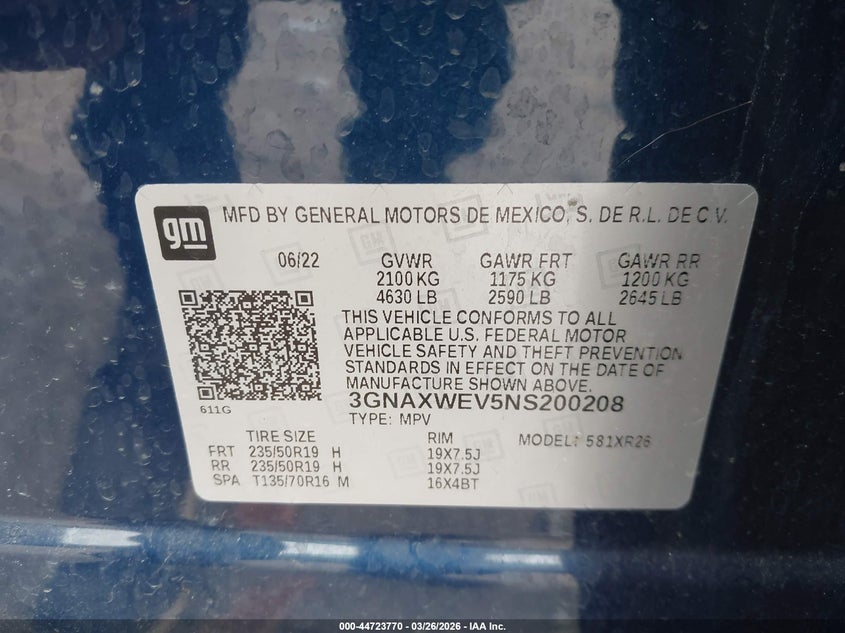 gm
MFD BY GENERAL MOTORS DE MEXICO, S. DE R.L. DE C.V.
06/22 GVWR GAWR FRT GAWR RR
2100 KG 1175 KG 1200 KG
4630 LB 2590 LB 2645 LB
THIS VEHICLE CONFORMS TO ALL
APPLICABLE U.S. FEDERAL MOTOR
VEHICLE SAFETY AND THEFT PREVENTION
STANDARDS IN EFFECT ON THE DATE OF
MANUFACTURE SHOWN ABOVE.
611G
3GNAXWEV5NS200208
TYPE: MPV
TIRE SIZE RIM MODEL: 581XR26
FRT 235/50R19 H 19X7.5J
RR 235/50R19 H 19X7.5J
SPA T135/70R16 M 16X4BT
000-44723770 — 03/26/2026 — IAA Inc.